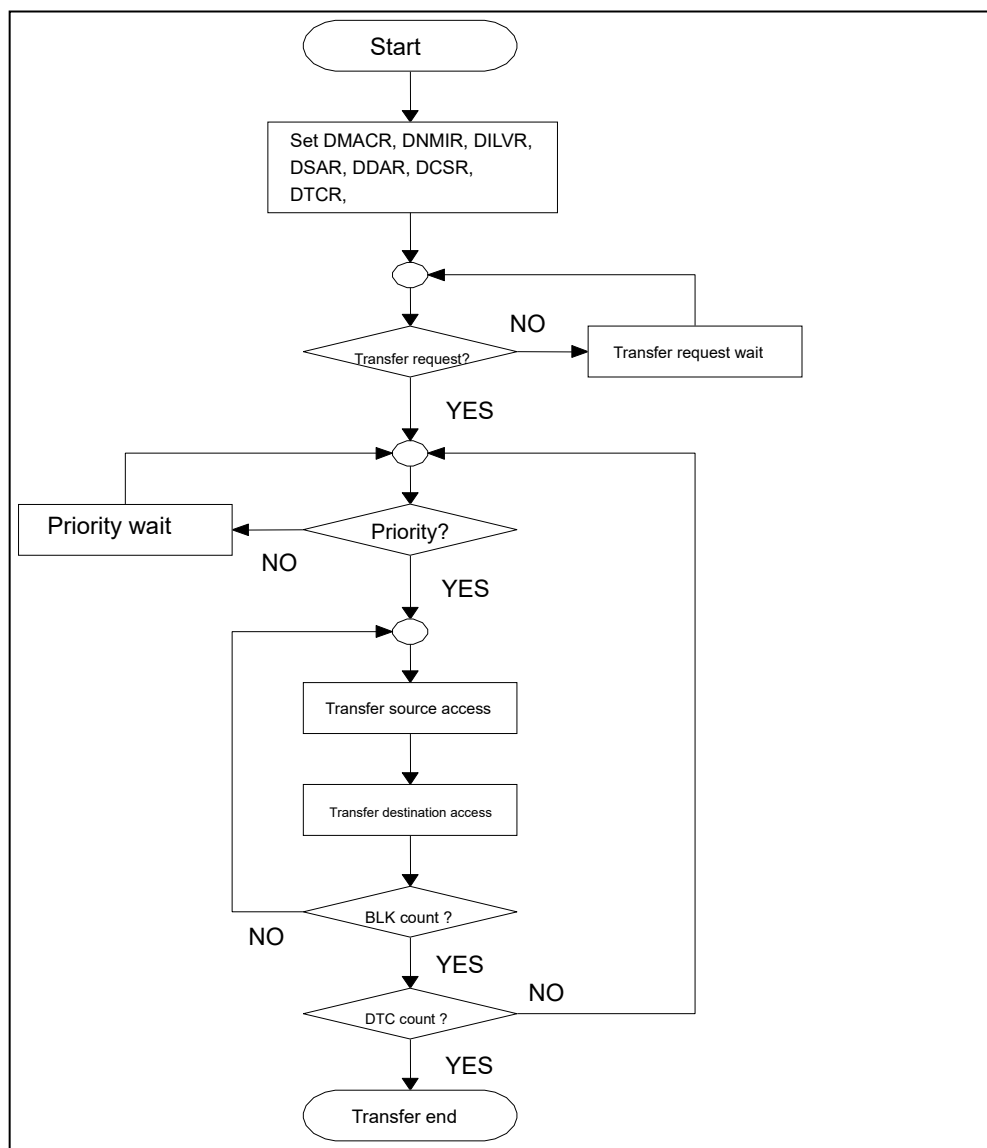 Start
Set DMACR, DNMIR, DILVR,
DSAR, DDAR, DCSR,
DTCR,
NO
Transfer request?
Transfer request wait
YES
Priority wait
Priority?
NO
YES
Transfer source access
Transfer destination access
BLK count ?
NO
YES
NO
DTC count ?
YES
Transfer end